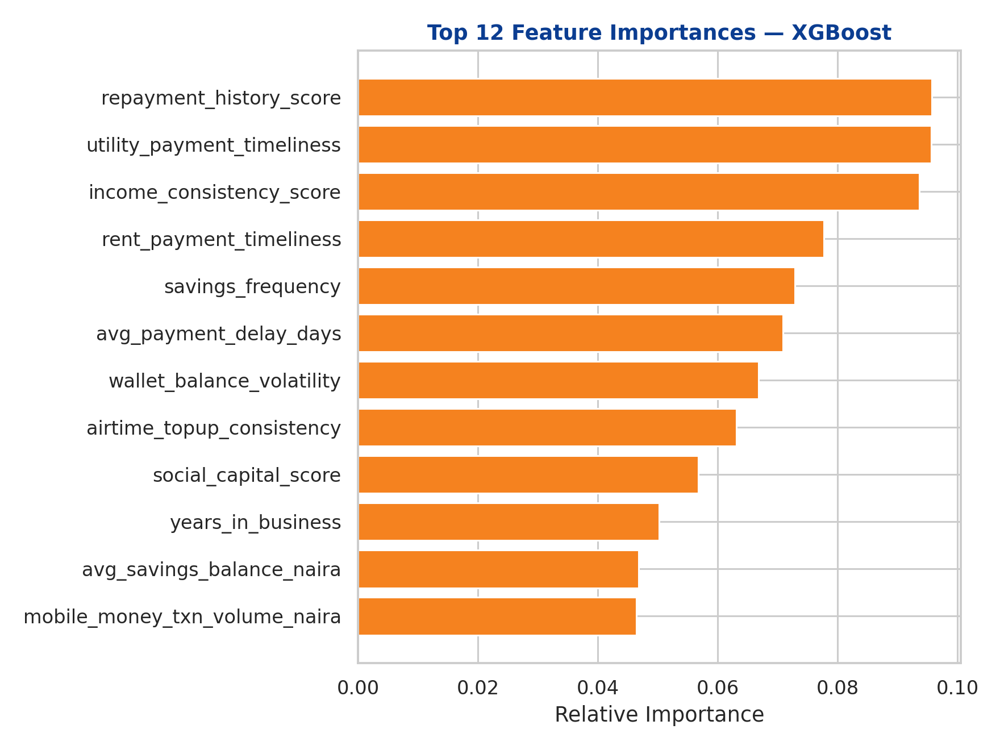 Top 12 Feature Importances — XGBoost
repayment_history_score
utility_payment_timeliness
income_consistency_score
rent_payment_timeliness
savings_frequency
avg_payment_delay_days
wallet_balance_volatility
airtime_topup_consistency
social_capital_score
years_in_business
avg_savings_balance_naira
mobile_money_txn_volume_naira
0.00 0.02 0.04 0.06 0.08 0.10
Relative Importance